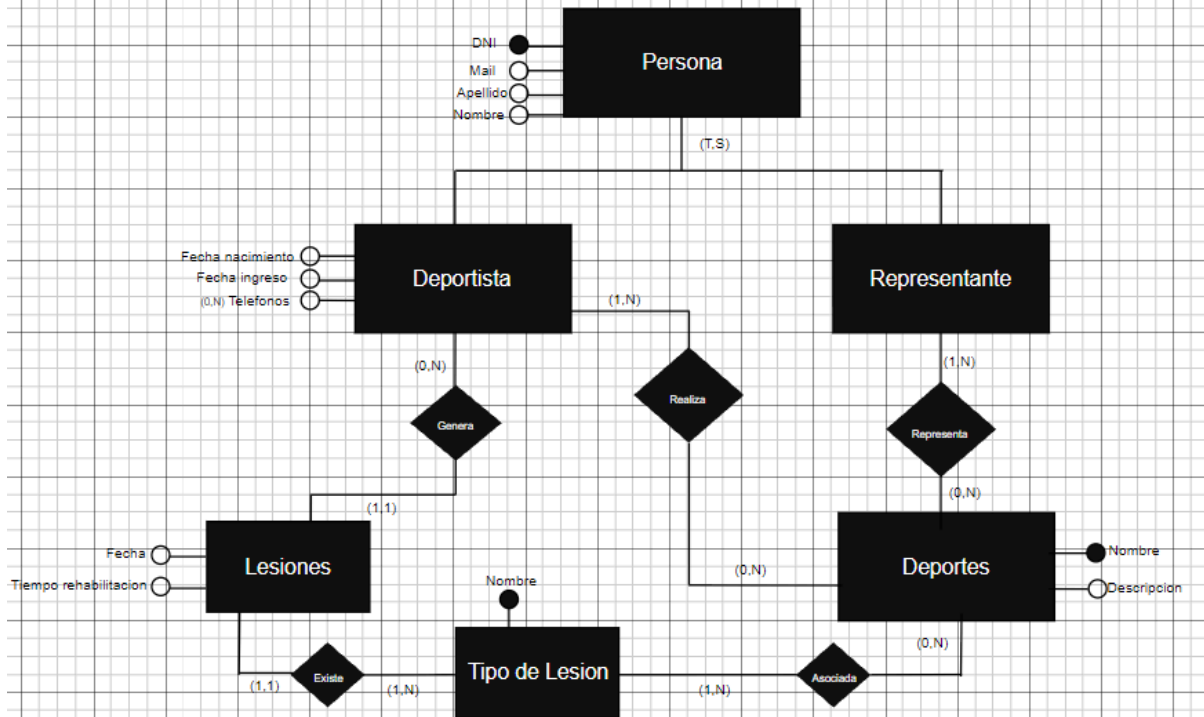 DNI
Mail
Apellido
Nombre
Persona
(T,S)
Fecha nacimiento
Fecha ingreso
(0,N) Telefonos
Deportista
Representante
(1,N)
(0,N)
(1,N)
Realiza
Genera
Representa
(1,1)
(0,N)
Fecha
Tiempo rehabilitacion
Lesiones
Nombre
(0,N)
Deportes
Nombre
Descripcion
(0,N)
Tipo de Lesion
Existe
(1,1)
(1,N)
(1,N)
Asociada